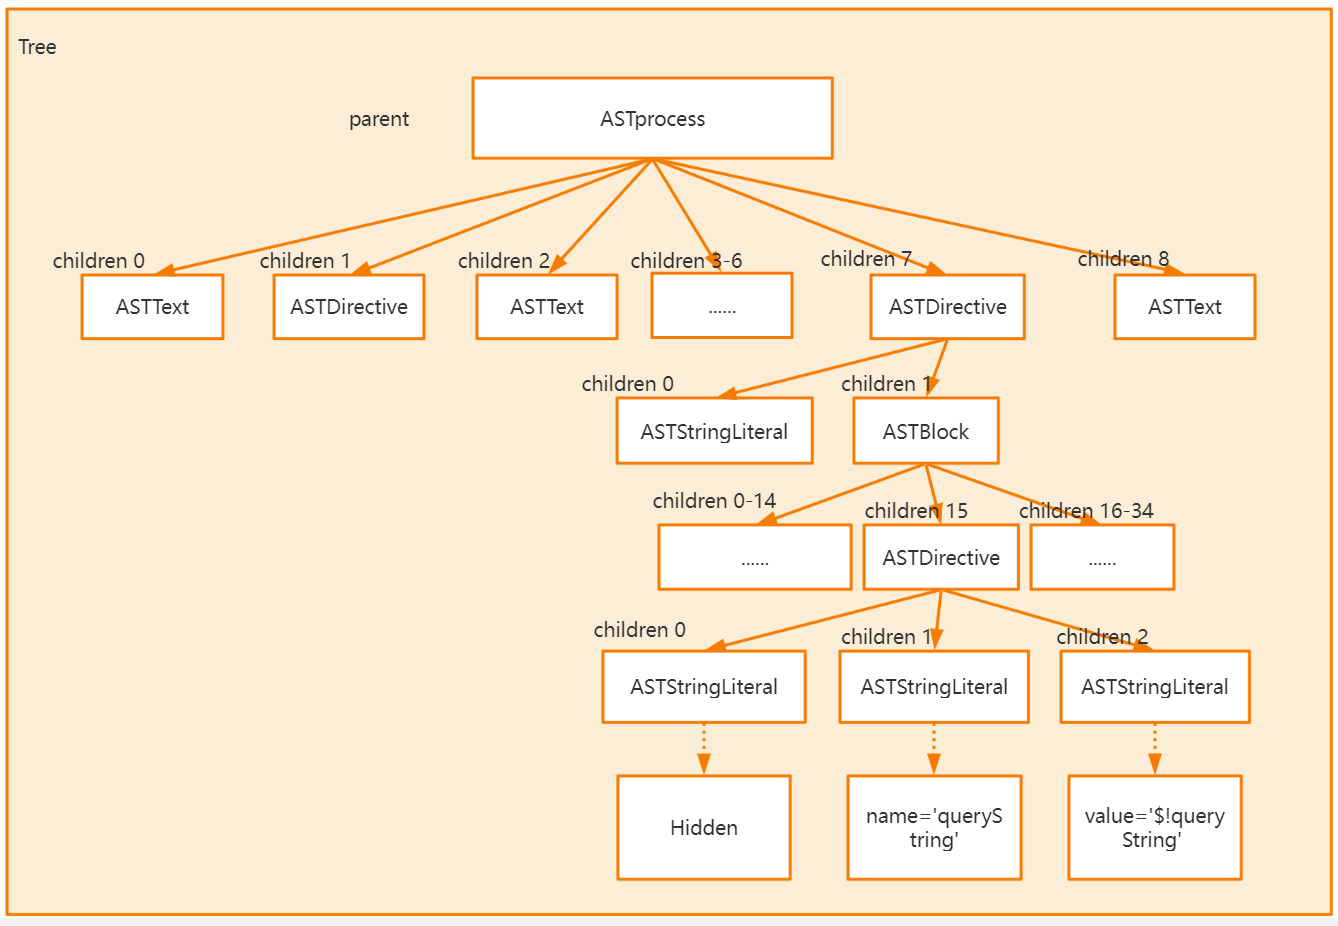 Tree
parent
ASTprocess
children 0
children 1
children 2
children 3-6
children 7
children 8
ASTText
ASTDirective
ASTText
......
ASTDirective
ASTText
children 0
children 1
ASTStringLiteral
ASTBlock
children 0-14
children 15
children 16-34
......
ASTDirective
......
children 0
children 1
children 2
ASTStringLiteral
ASTStringLiteral
ASTStringLiteral
Hidden
name='queryS
tring'
value='$!query
String'